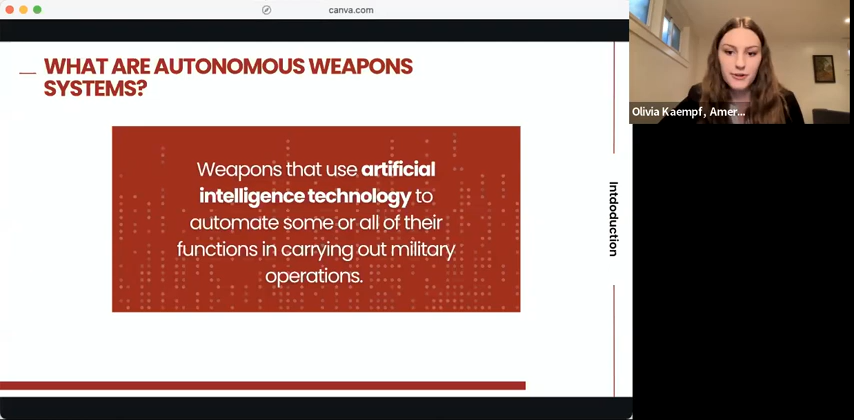 canva.com
WHAT ARE AUTONOMOUS WEAPONS
SYSTEMS?
Weapons that use artificial
intelligence technology to
automate some or all of their
functions in carrying out military
operations.
Intdoduction
Olivia Kaempf, Amer...